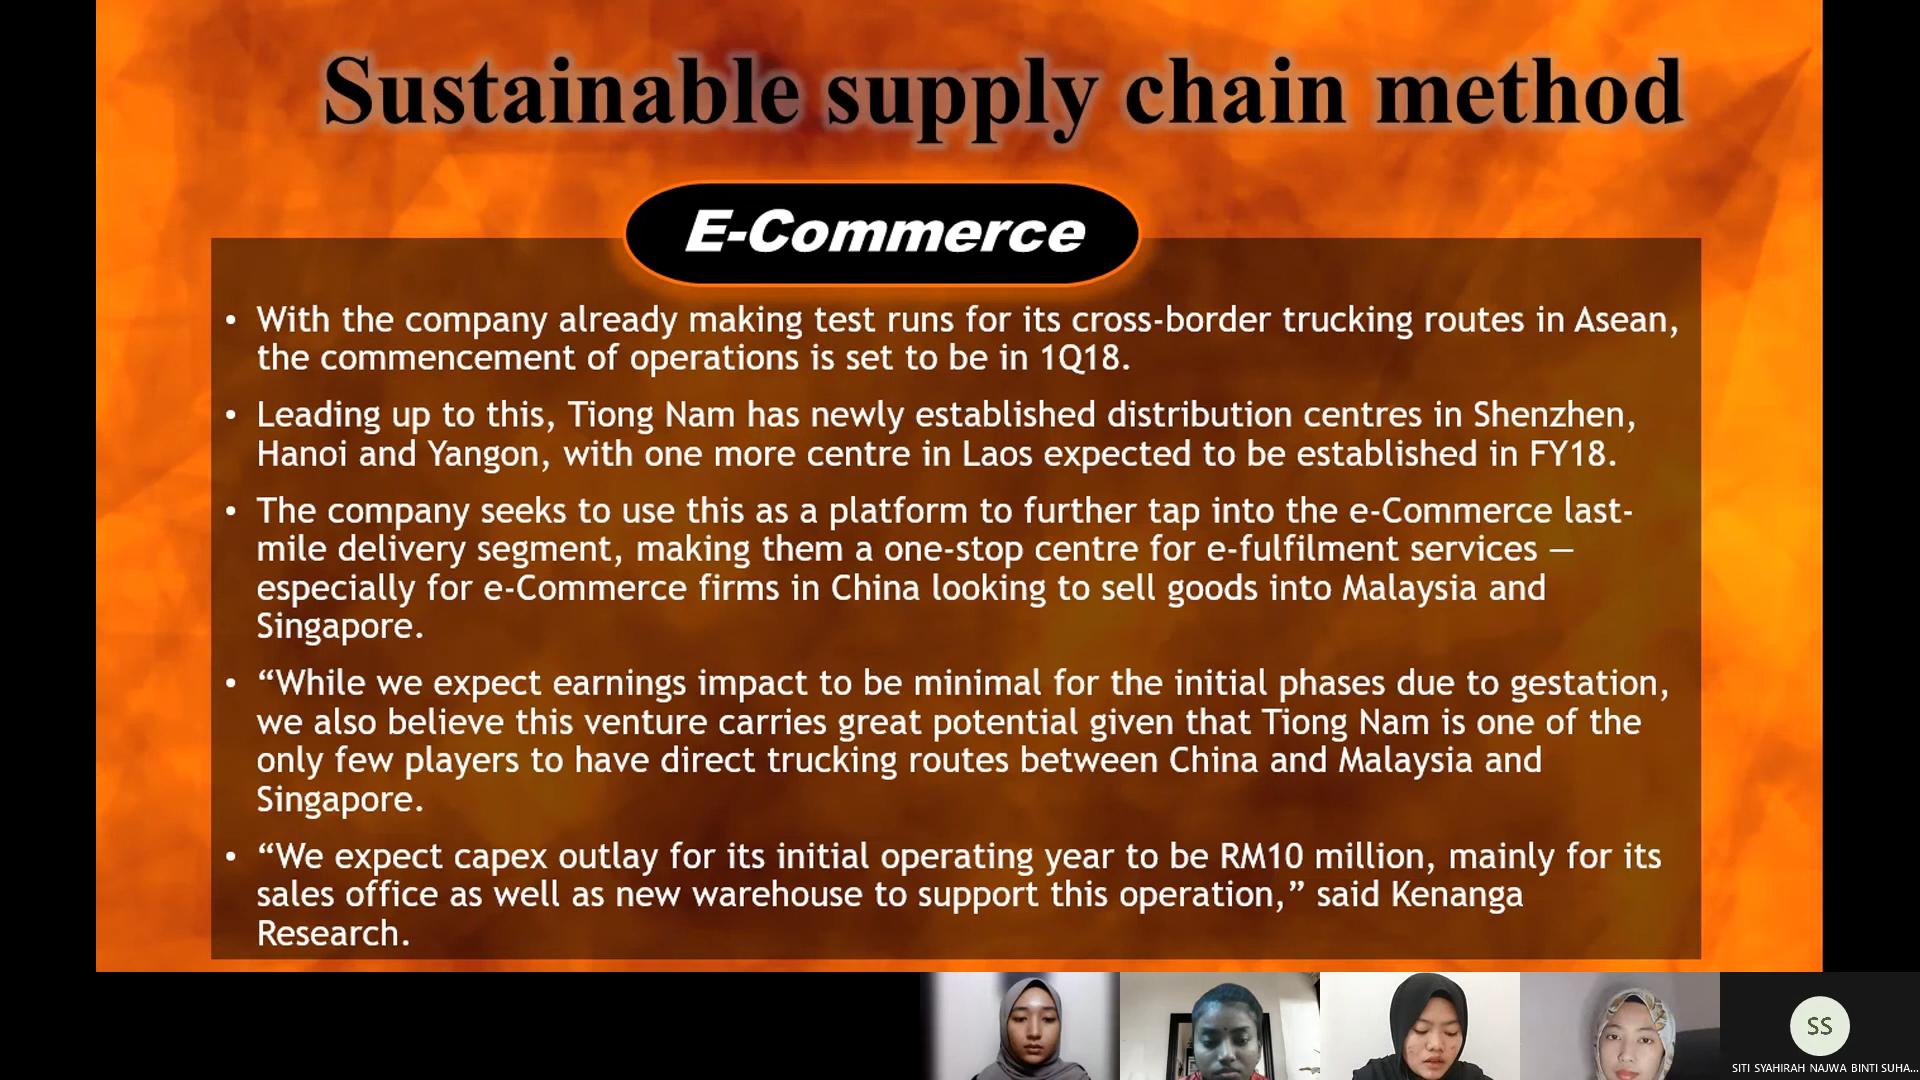 Sustainable supply chain method
E-Commerce
• With the company already making test runs for its cross-border trucking routes in Asean,
the commencement of operations is set to be in 1Q18.
• Leading up to this, Tiong Nam has newly established distribution centres in Shenzhen,
Hanoi and Yangon, with one more centre in Laos expected to be established in FY18.
• The company seeks to use this as a platform to further tap into the e-Commerce last-
mile delivery segment, making them a one-stop centre for e-fulfilment services —
especially for e-Commerce firms in China looking to sell goods into Malaysia and
Singapore.
• “While we expect earnings impact to be minimal for the initial phases due to gestation,
we also believe this venture carries great potential given that Tiong Nam is one of the
only few players to have direct trucking routes between China and Malaysia and
Singapore.
• “We expect capex outlay for its initial operating year to be RM10 million, mainly for its
sales office as well as new warehouse to support this operation,” said Kenanga
Research.
SS
SITI SYAHIRAH NAJWA BINTI SUHA...